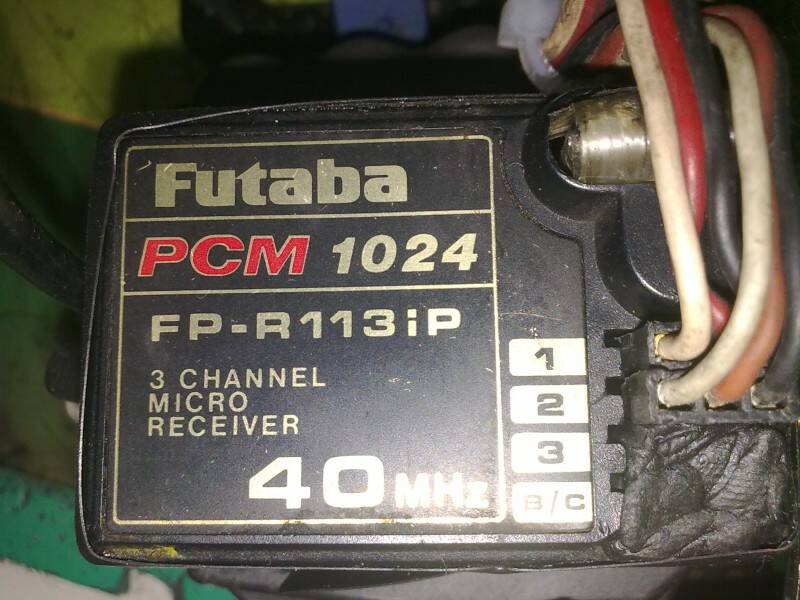 Futaba
PCM 1024
FP-R113iP
3 CHANNEL
MICRO
RECEIVER
40 MHz
1
2
3
B/C